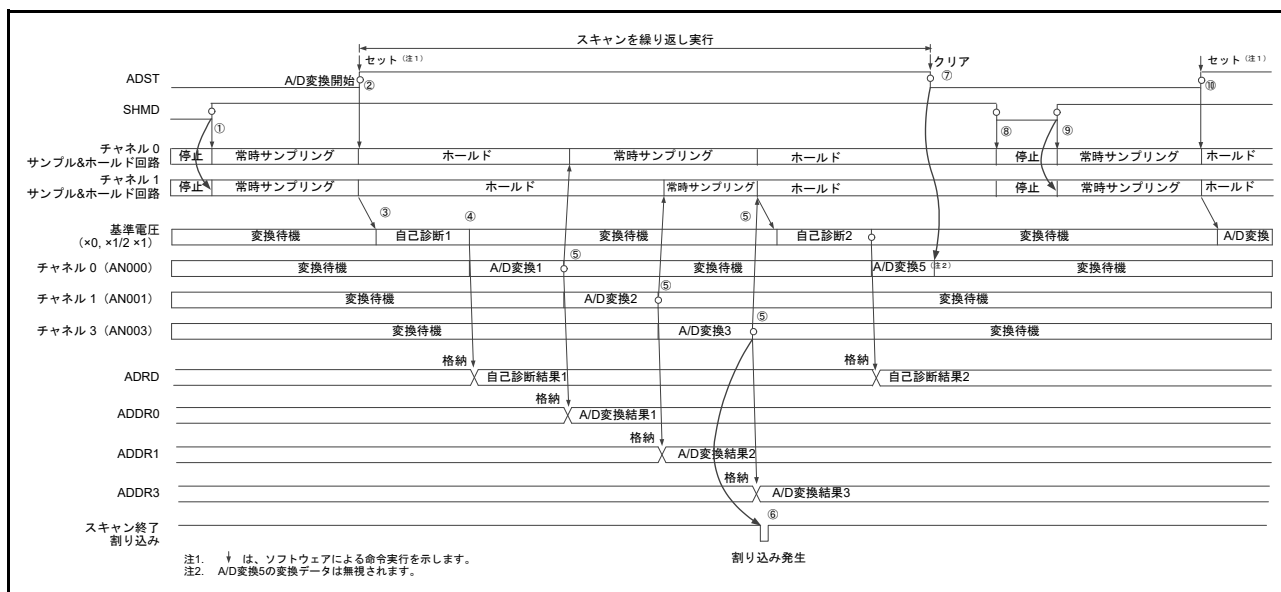 スキャンを繰り返し実行
セット（注1） クリア セット（注1）
ADST A/D変換開始 ② ⑦ ⑩
SHMD ① ⑧ ⑨
チャネル0
サンプル&ホールド回路 停止 常時サンプリング ホールド 常時サンプリング ホールド 停止 常時サンプリング ホールド
チャネル1
サンプル&ホールド回路 停止 常時サンプリング ホールド 常時サンプリング ホールド 停止 常時サンプリング ホールド
③ ④ ⑤
基準電圧
（×0, ×1/2 ×1） 変換待機 自己診断1 変換待機 自己診断2 変換待機 A/D変換
チャネル0（AN000） 変換待機 A/D変換1 ⑤ 変換待機 A/D変換5（注2） 変換待機
チャネル1（AN001） 変換待機 A/D変換2 ⑤ 変換待機
チャネル3（AN003） 変換待機 A/D変換3 ⑤ 変換待機
ADRD 格納 自己診断結果1 格納 自己診断結果2
ADDR0 格納 A/D変換結果1
ADDR1 格納 A/D変換結果2
ADDR3 格納 A/D変換結果3
スキャン終了
割り込み ⑥
割り込み発生
注1. ↓ は、ソフトウェアによる命令実行を示します。
注2. A/D変換5の変換データは無視されます。